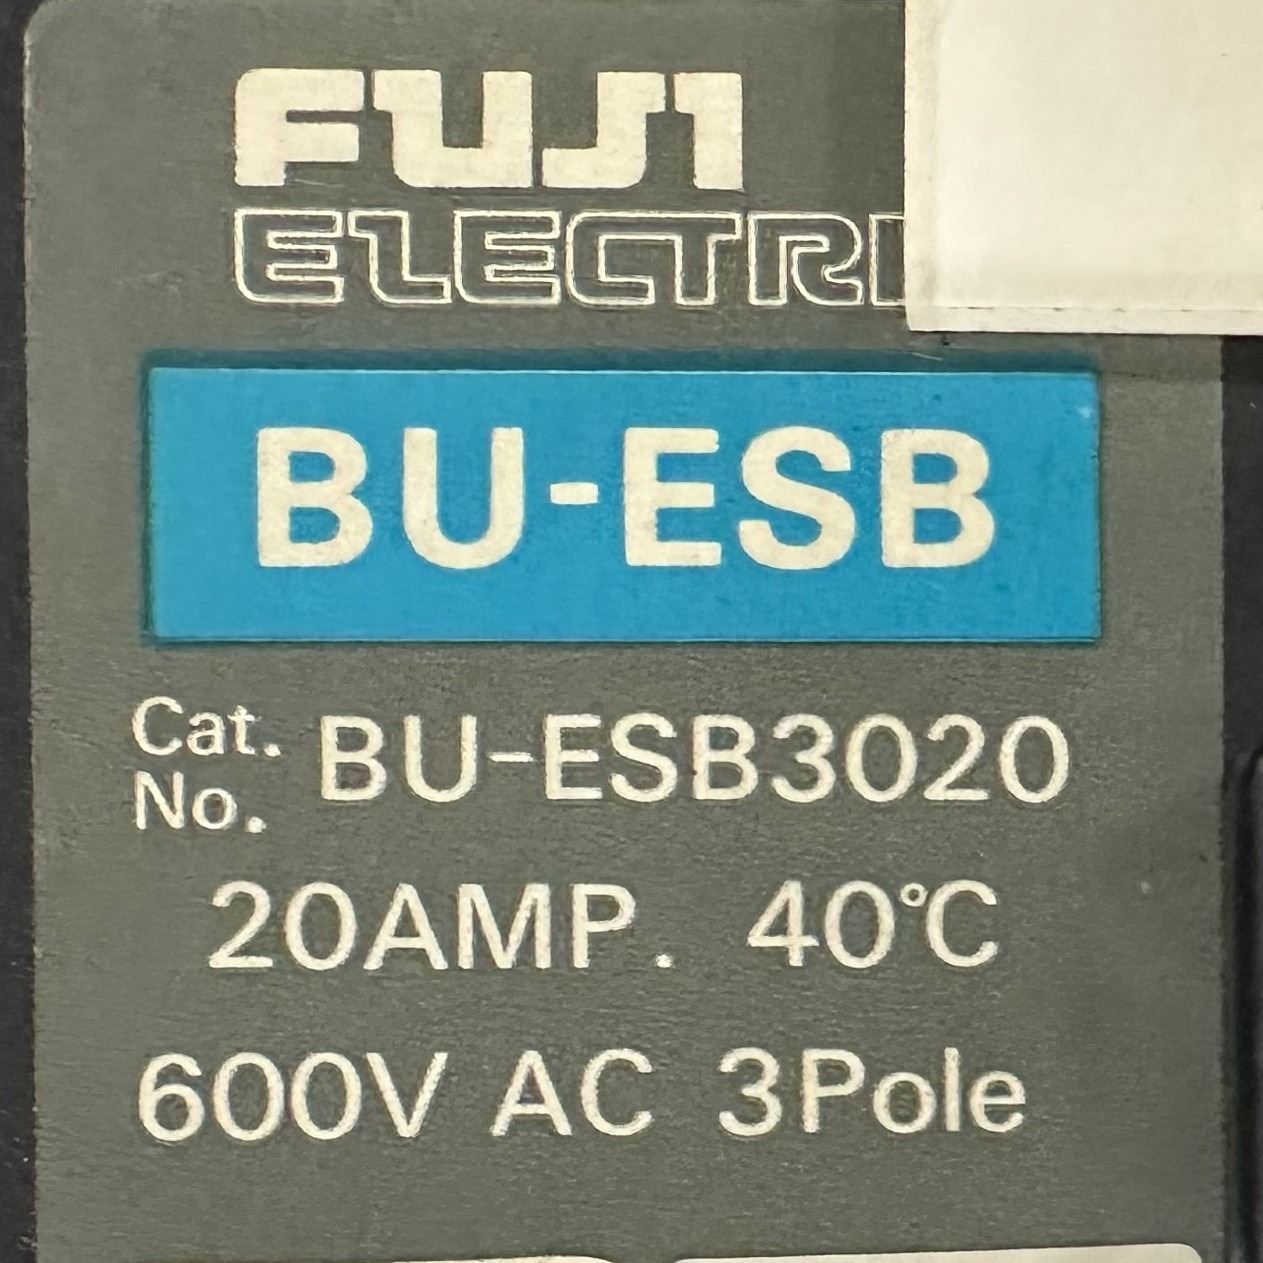 FUJI
ELECTRI
BU-ESB
Cat. No. BU-ESB3020
20AMP. 40°C
600V AC 3Pole